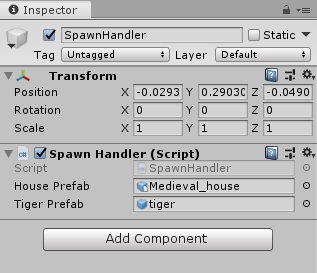 Inspector
SpawnHandler Static
Tag Untagged Layer Default
Transform
Position X -0.0293 Y 0.29030 Z -0.0490
Rotation X 0 Y 0 Z 0
Scale X 1 Y 1 Z 1
Spawn Handler (Script)
Script SpawnHandler
House Prefab Medieval_house
Tiger Prefab tiger
Add Component